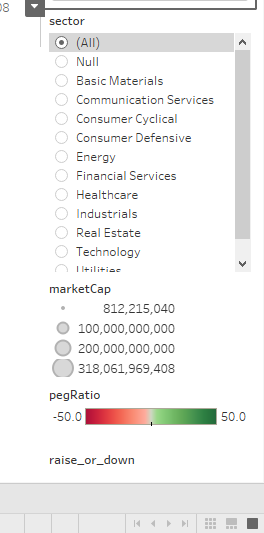 08
sector
(All)
Null
Basic Materials
Communication Services
Consumer Cyclical
Consumer Defensive
Energy
Financial Services
Healthcare
Industrials
Real Estate
Technology
Utilities
marketCap
812,215,040
100,000,000,000
200,000,000,000
318,061,969,408
pegRatio
-50.0 50.0
raise_or_down